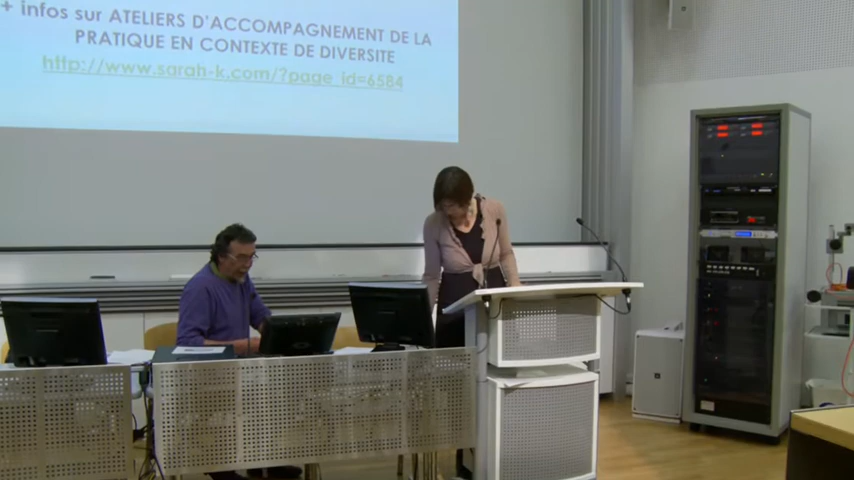 + infos sur ATELIERS D'ACCOMPAGNEMENT DE LA
PRATIQUE EN CONTEXTE DE DIVERSITE
http://www.sarah-k.com/?page_id=6584